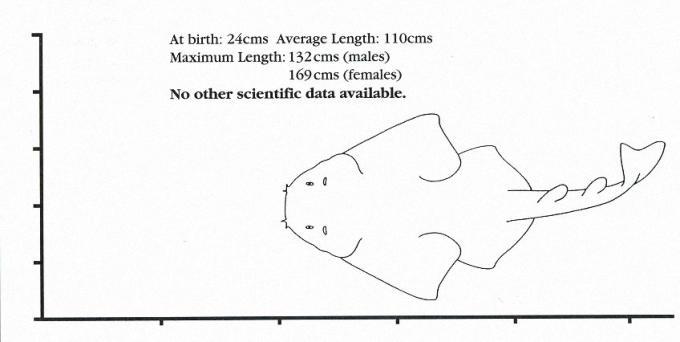 At birth: 24cms Average Length: 110cms
Maximum Length: 132cms (males)
169cms (females)
No other scientific data available.